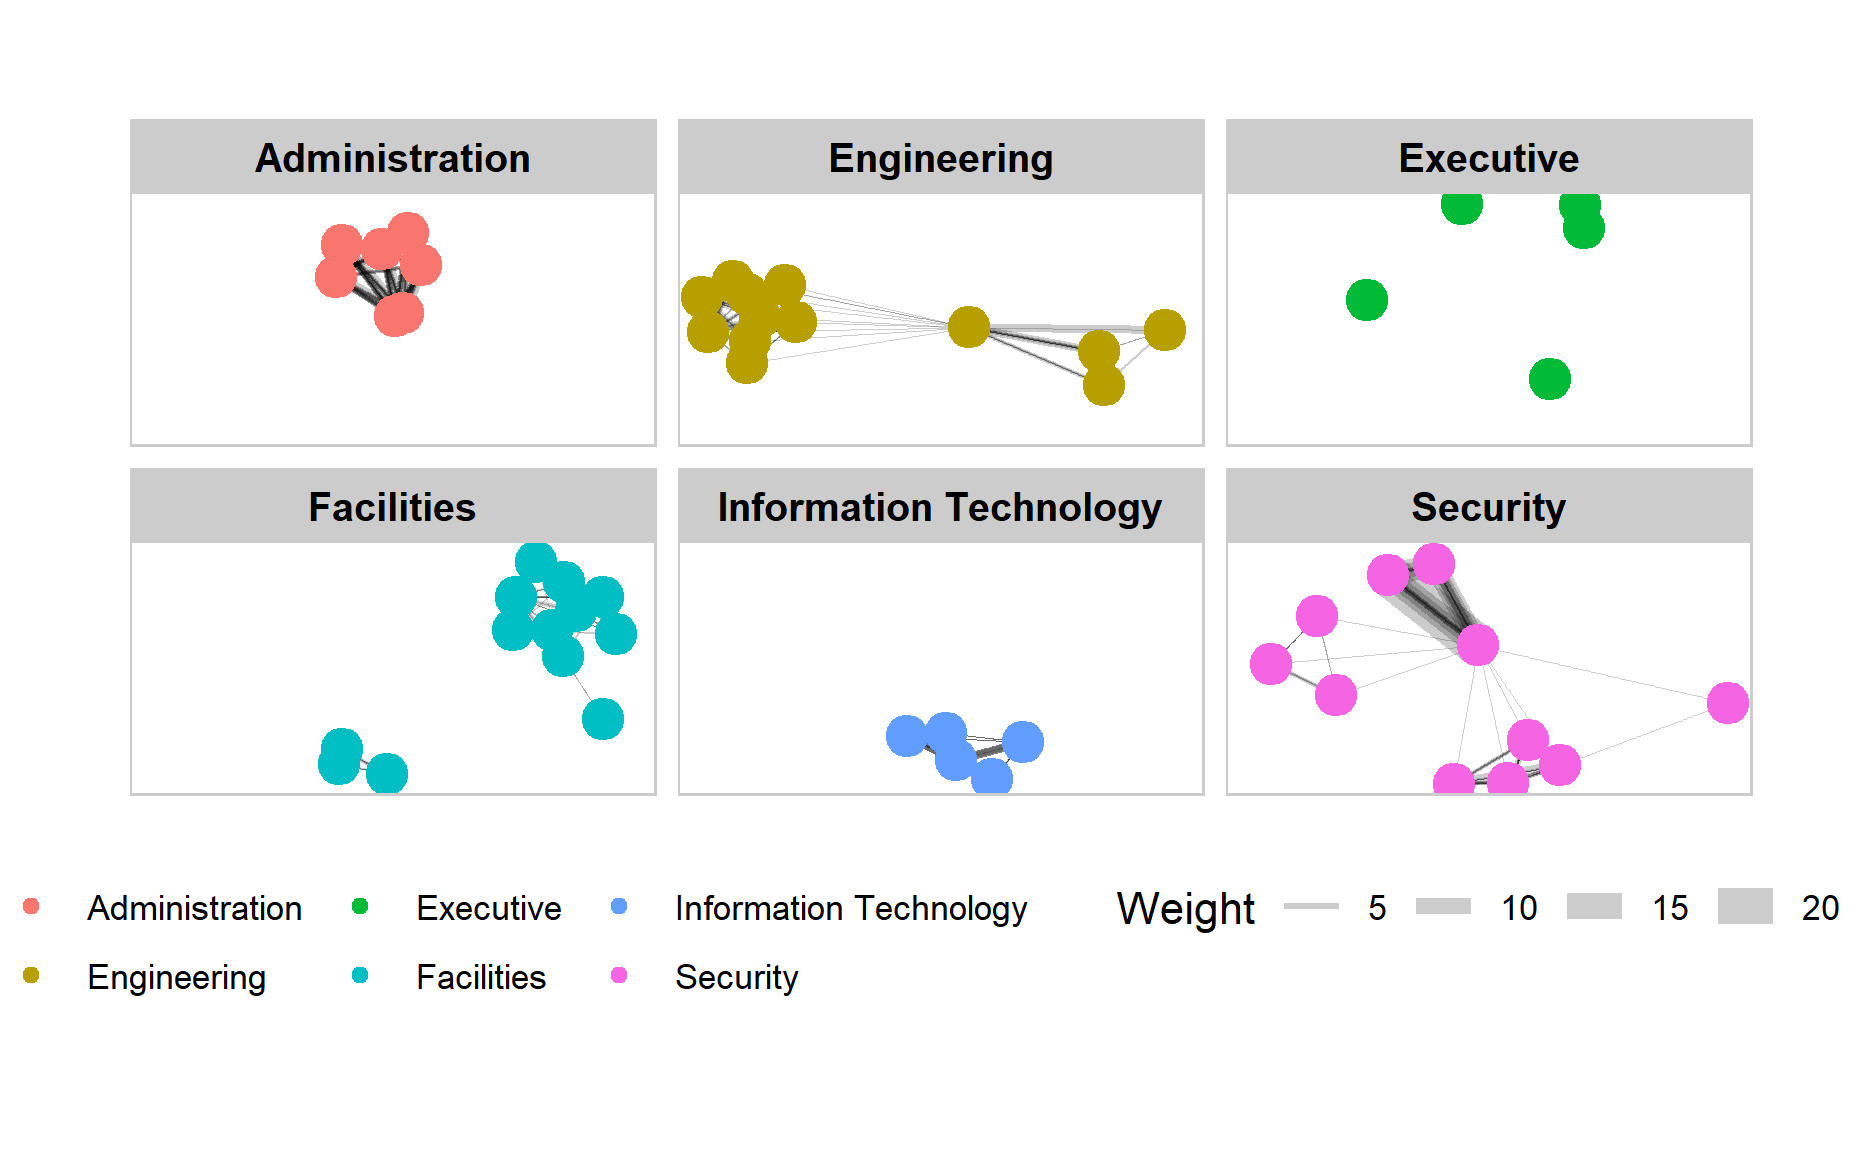 Administration
Engineering
Executive
Facilities
Information Technology
Security
Administration
Executive
Information Technology
Weight
5
10
15
20
Engineering
Facilities
Security